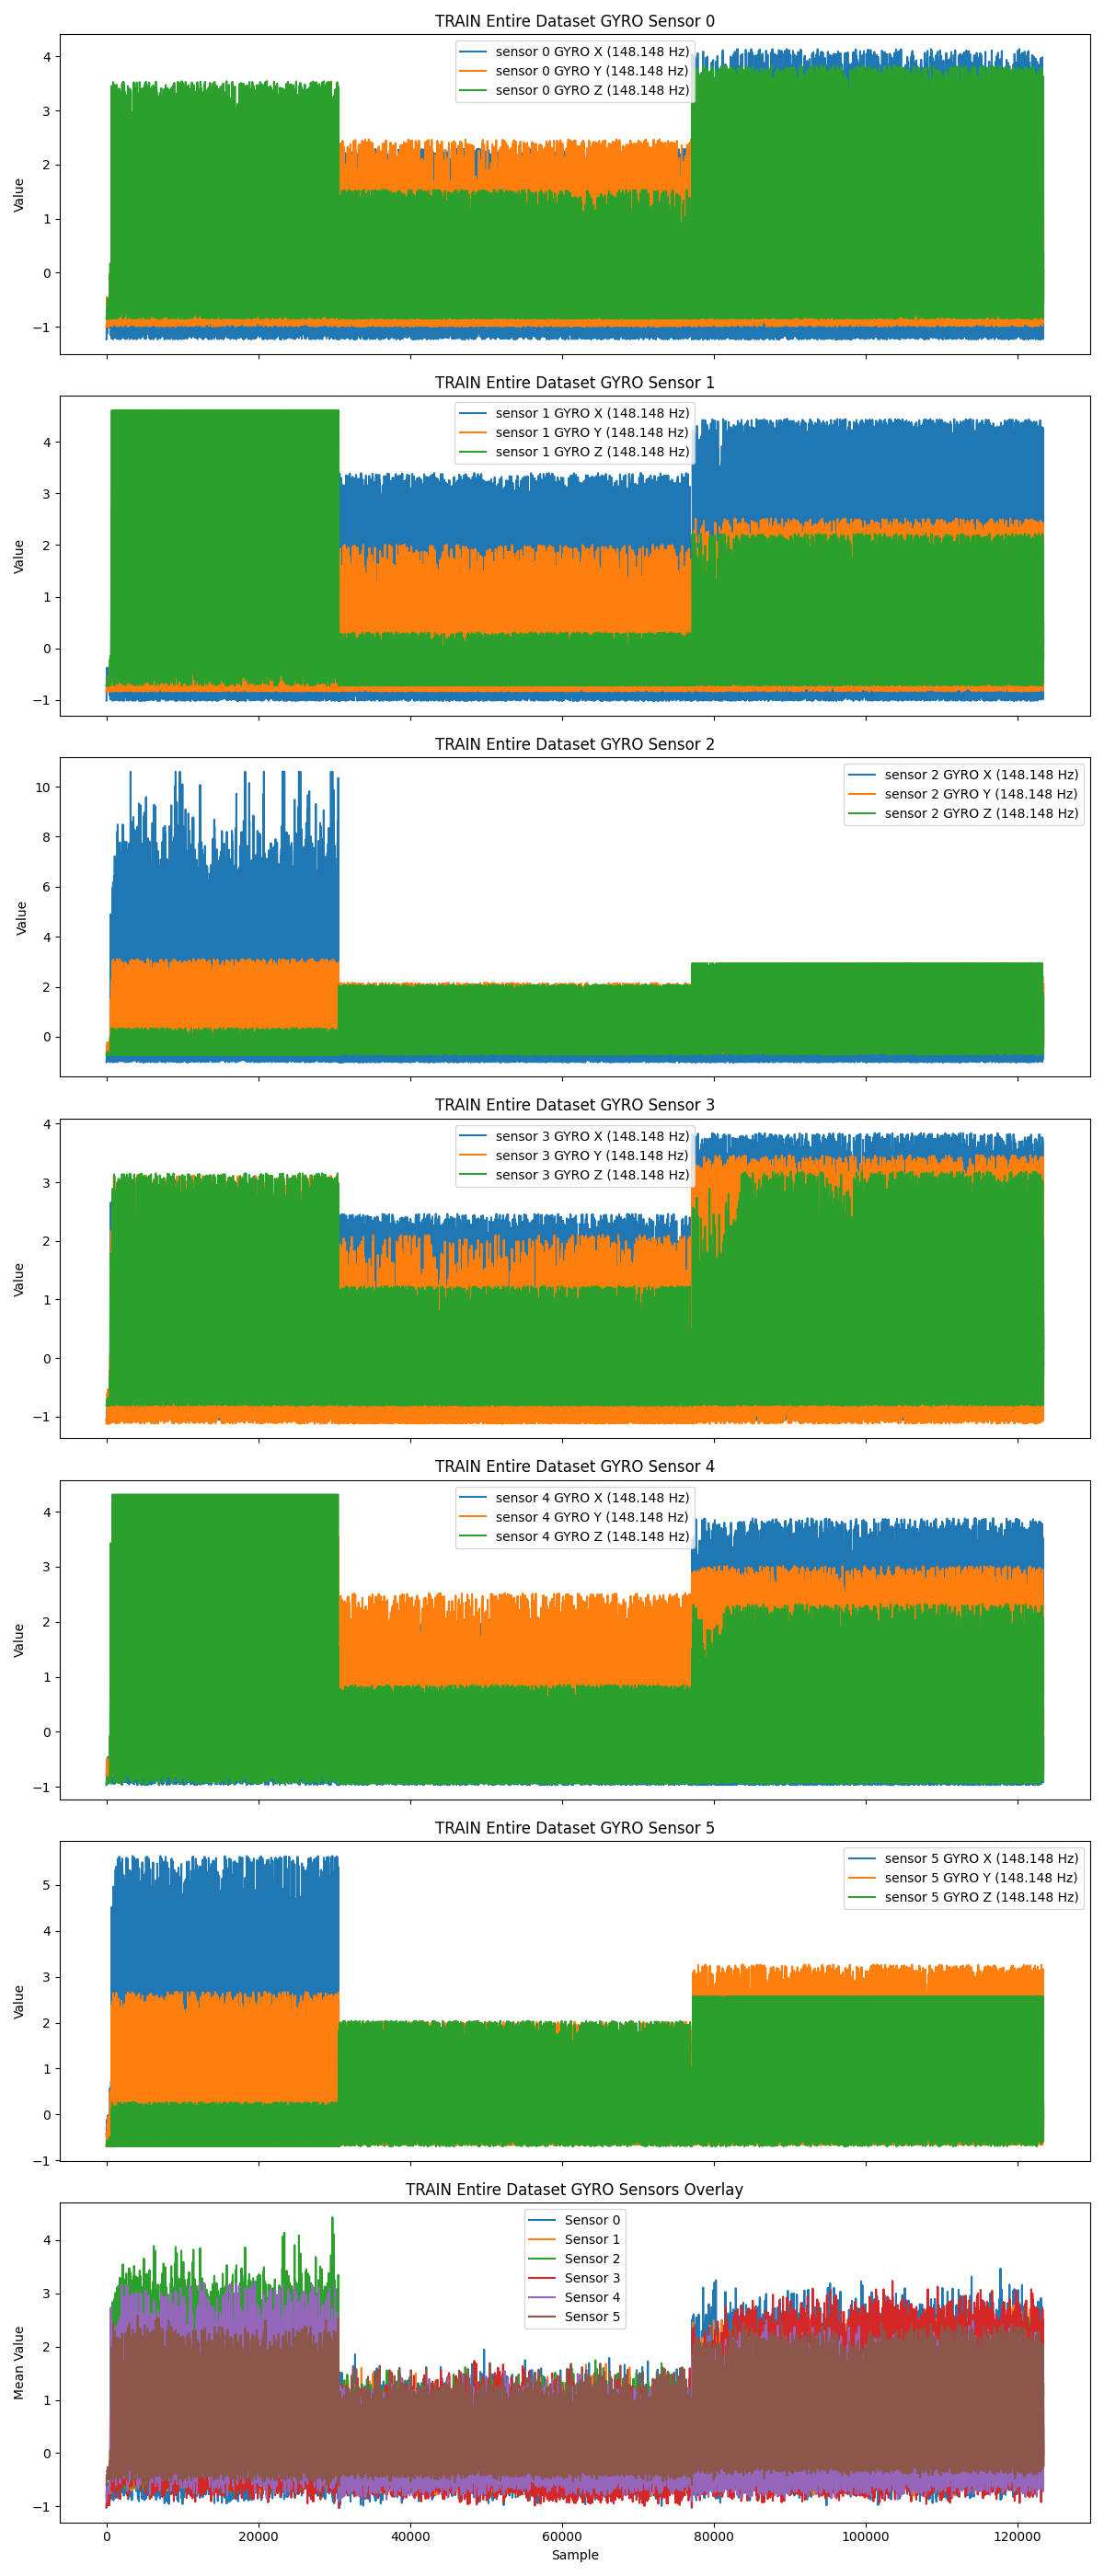 TRAIN Entire Dataset GYRO Sensor 0
sensor 0 GYRO X (148.148 Hz)
sensor 0 GYRO Y (148.148 Hz)
sensor 0 GYRO Z (148.148 Hz)
Value
4
3
2
1
0
−1
TRAIN Entire Dataset GYRO Sensor 1
sensor 1 GYRO X (148.148 Hz)
sensor 1 GYRO Y (148.148 Hz)
sensor 1 GYRO Z (148.148 Hz)
Value
4
3
2
1
0
−1
TRAIN Entire Dataset GYRO Sensor 2
sensor 2 GYRO X (148.148 Hz)
sensor 2 GYRO Y (148.148 Hz)
sensor 2 GYRO Z (148.148 Hz)
Value
10
8
6
4
2
0
TRAIN Entire Dataset GYRO Sensor 3
sensor 3 GYRO X (148.148 Hz)
sensor 3 GYRO Y (148.148 Hz)
sensor 3 GYRO Z (148.148 Hz)
Value
4
3
2
1
0
−1
TRAIN Entire Dataset GYRO Sensor 4
sensor 4 GYRO X (148.148 Hz)
sensor 4 GYRO Y (148.148 Hz)
sensor 4 GYRO Z (148.148 Hz)
Value
4
3
2
1
0
−1
TRAIN Entire Dataset GYRO Sensor 5
sensor 5 GYRO X (148.148 Hz)
sensor 5 GYRO Y (148.148 Hz)
sensor 5 GYRO Z (148.148 Hz)
Value
5
4
3
2
1
0
−1
TRAIN Entire Dataset GYRO Sensors Overlay
Sensor 0
Sensor 1
Sensor 2
Sensor 3
Sensor 4
Sensor 5
Mean Value
4
3
2
1
0
−1
0 20000 40000 60000 80000 100000 120000
Sample